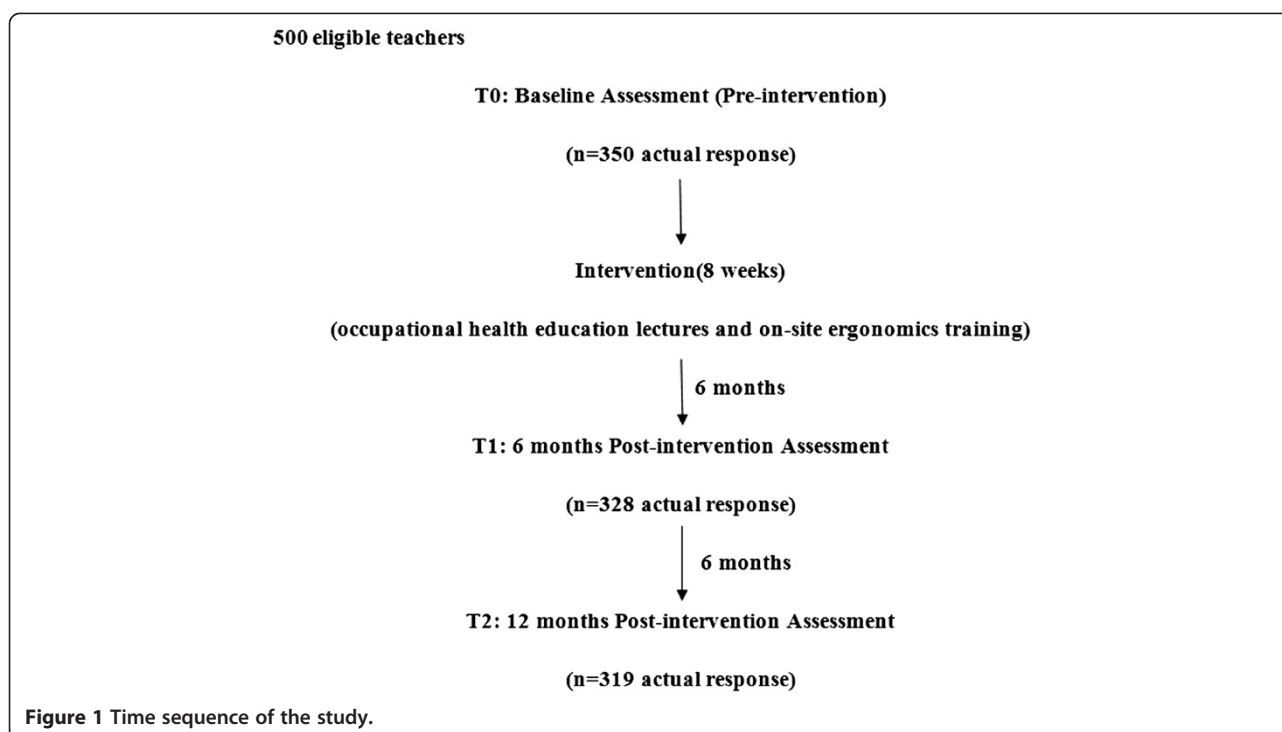 500 eligible teachers
T0: Baseline Assessment (Pre-intervention)
(n=350 actual response)
Intervention(8 weeks)
(occupational health education lectures and on-site ergonomics training)
6 months
T1: 6 months Post-intervention Assessment
(n=328 actual response)
6 months
T2: 12 months Post-intervention Assessment
(n=319 actual response)
Figure 1 Time sequence of the study.